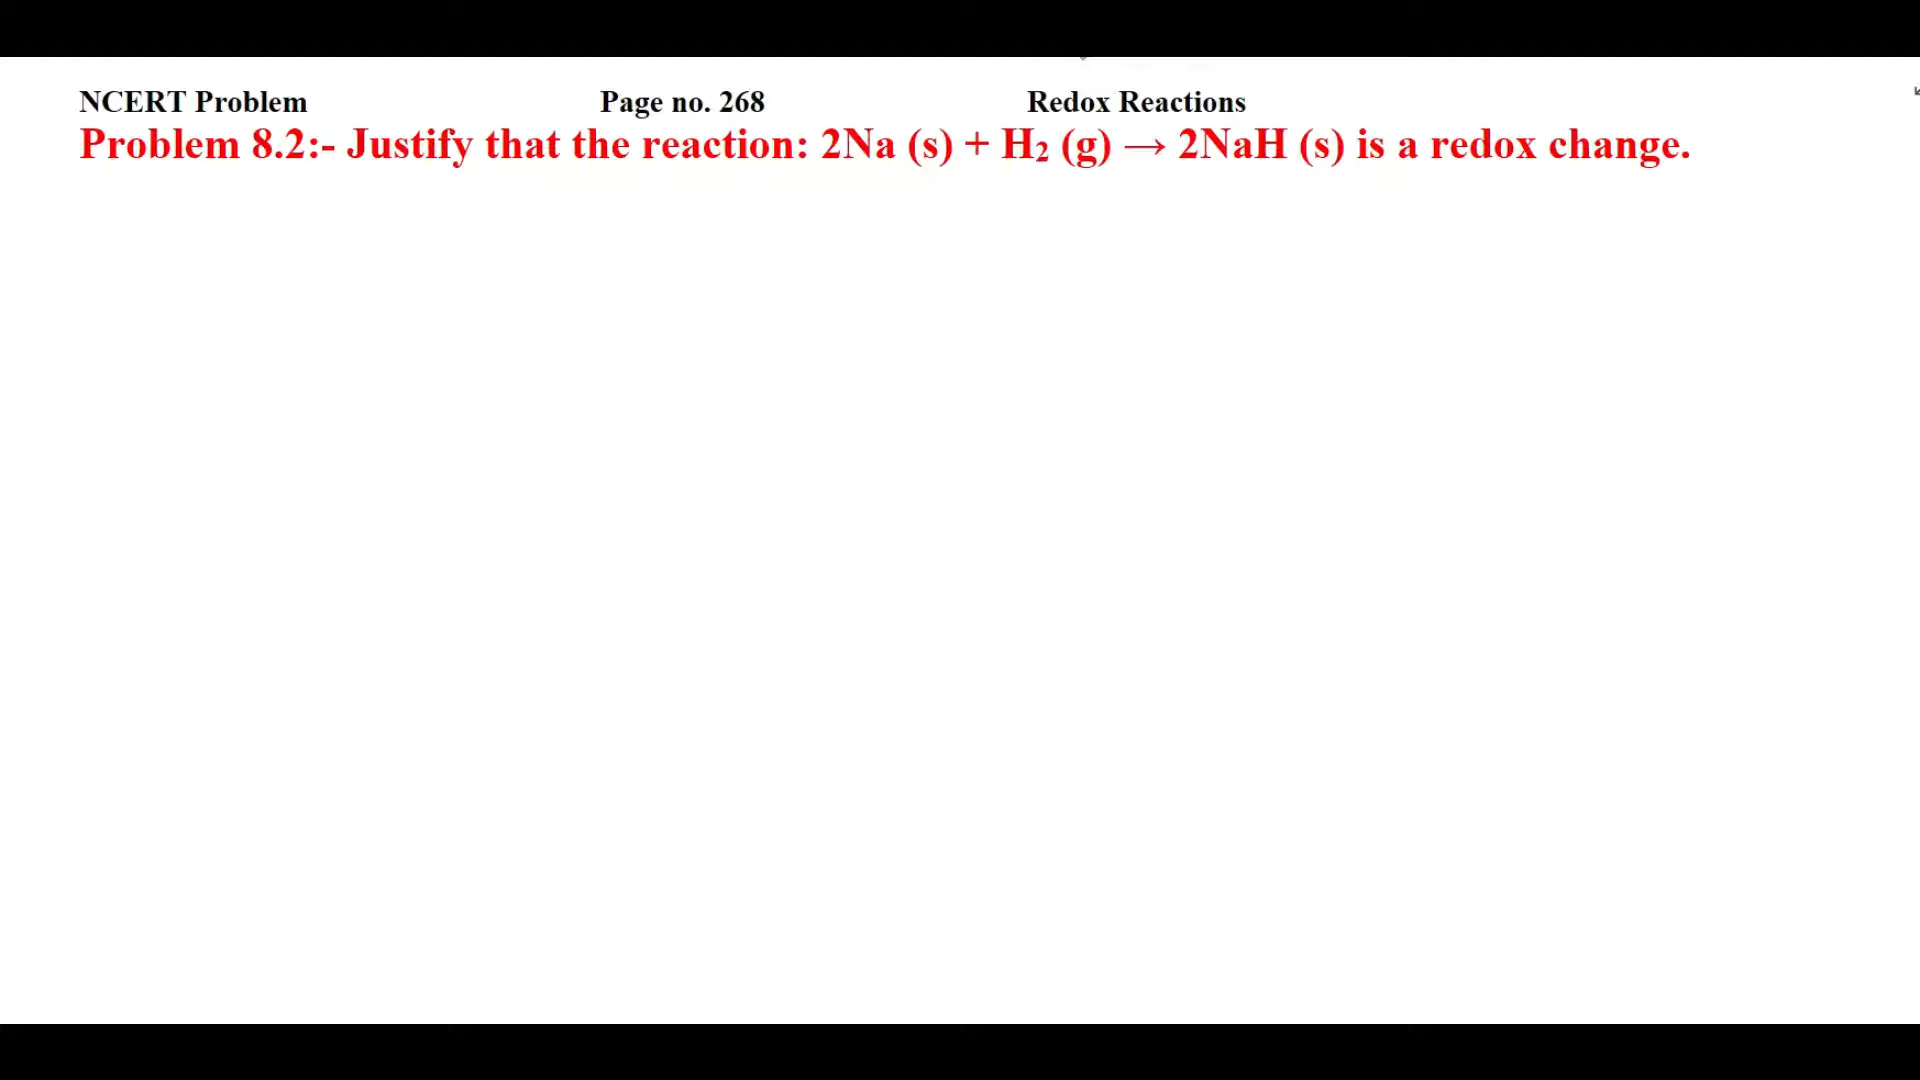 NCERT Problem Page no. 268 Redox Reactions
Problem 8.2:- Justify that the reaction: 2Na (s) + H₂ (g) → 2NaH (s) is a redox change.